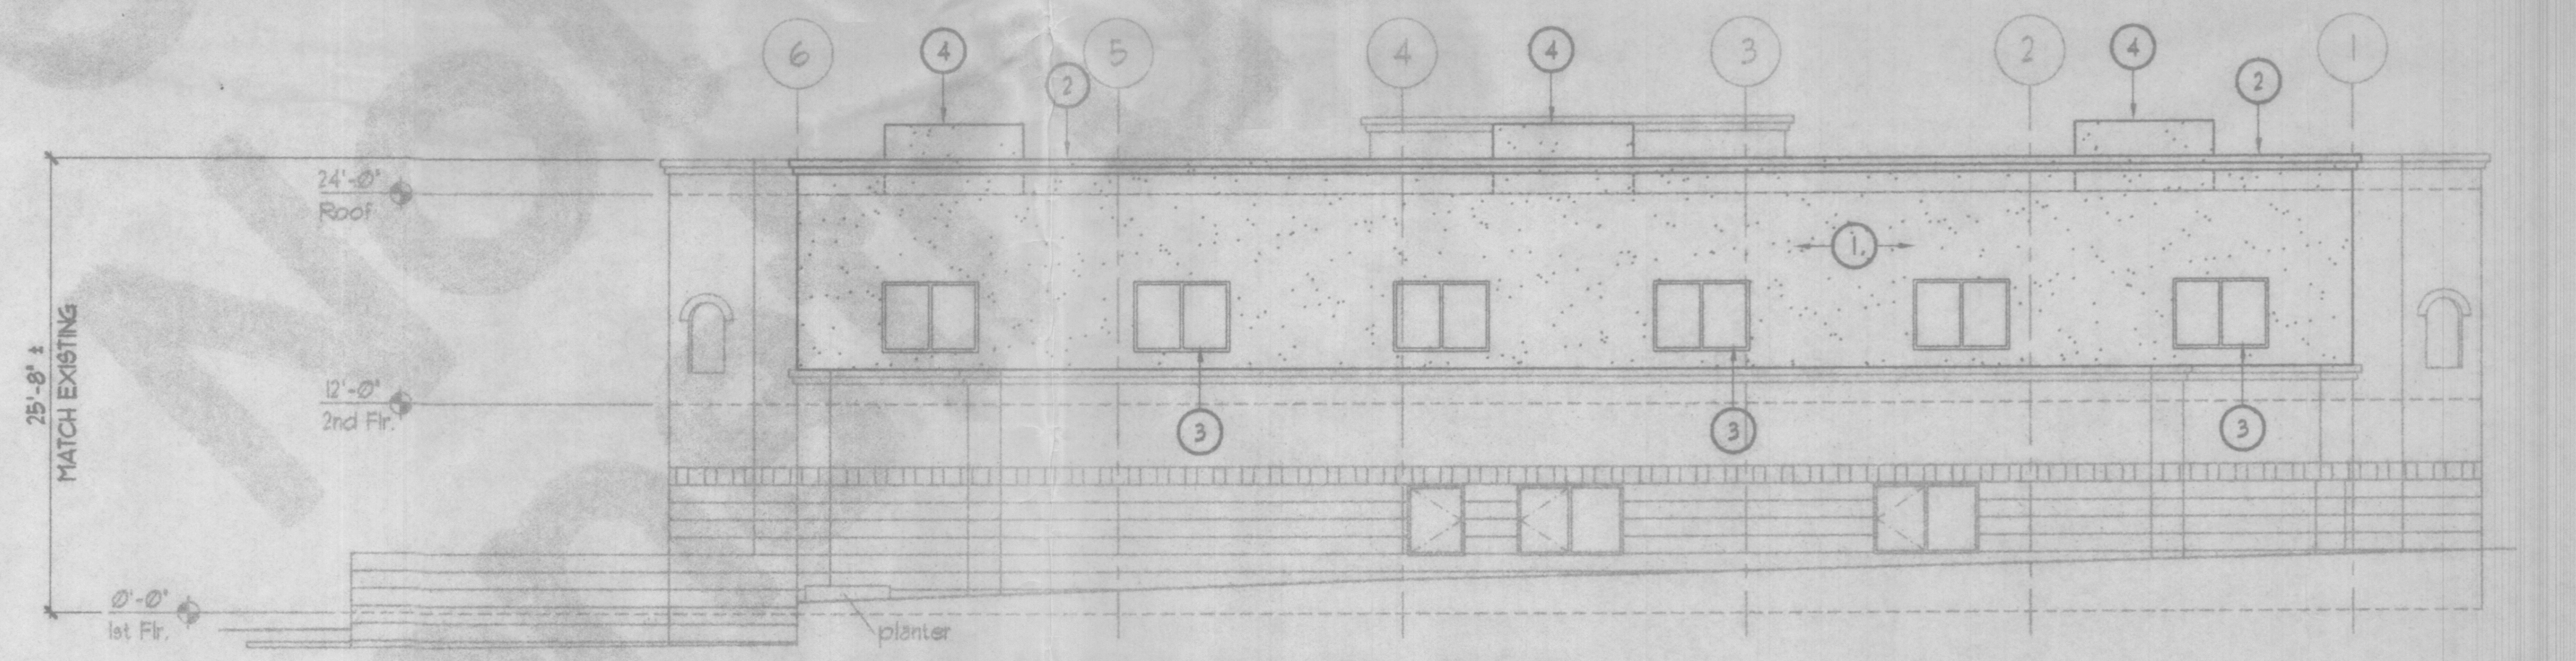 6 4 5 4 4 3 2 4 1
2 2
24'-0"
Roof
1
25'-8" ±
MATCH EXISTING
12'-0"
2nd Flr.
3 3 3
0'-0"
1st Flr.
planter